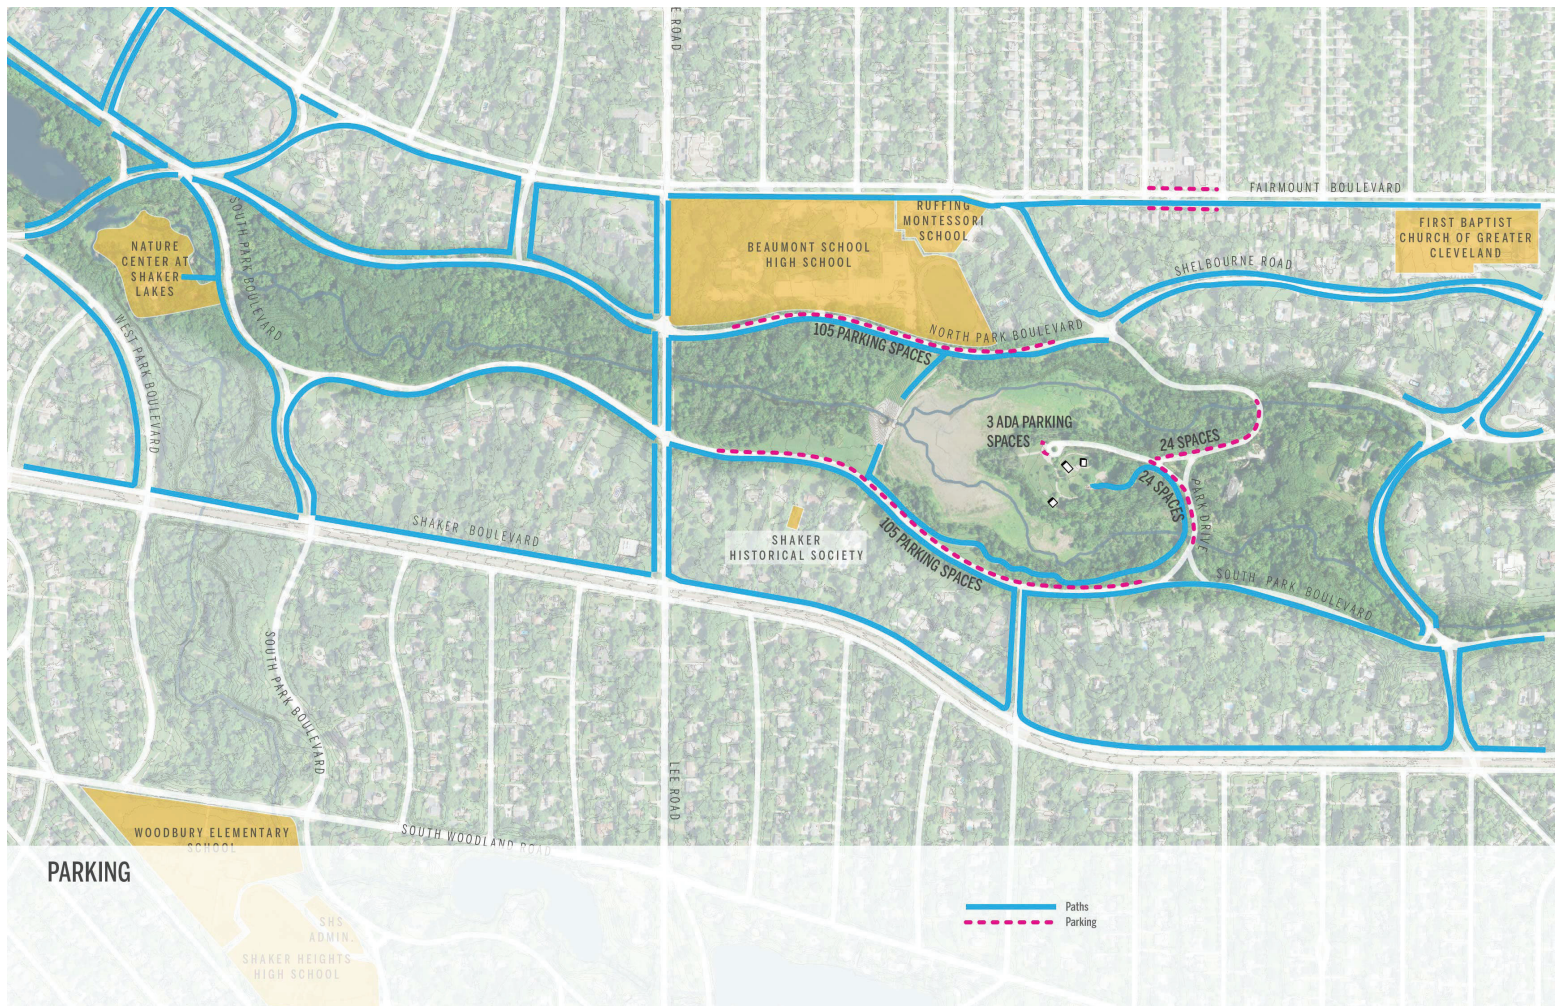 E ROAD
FAIRMOUNT BOULEVARD
RUFFING
MONTESSORI
SCHOOL
FIRST BAPTIST
CHURCH OF GREATER
CLEVELAND
BEAUMONT SCHOOL
HIGH SCHOOL
NATURE
CENTER AT
SHAKER
LAKES
SOUTH PARK BOULEVARD
SHELBOURNE ROAD
WEST PARK BOULEVARD
NORTH PARK BOULEVARD
105 PARKING SPACES
3 ADA PARKING
SPACES
24 SPACES
24 SPACES
PARK DRIVE
SHAKER BOULEVARD
SHAKER
HISTORICAL SOCIETY
105 PARKING SPACES
SOUTH PARK BOULEVARD
SOUTH PARK BOULEVARD
LEE ROAD
WOODBURY ELEMENTARY
SCHOOL
SOUTH WOODLAND ROAD
PARKING
Paths
Parking
SHS
ADMIN.
SHAKER HEIGHTS
HIGH SCHOOL